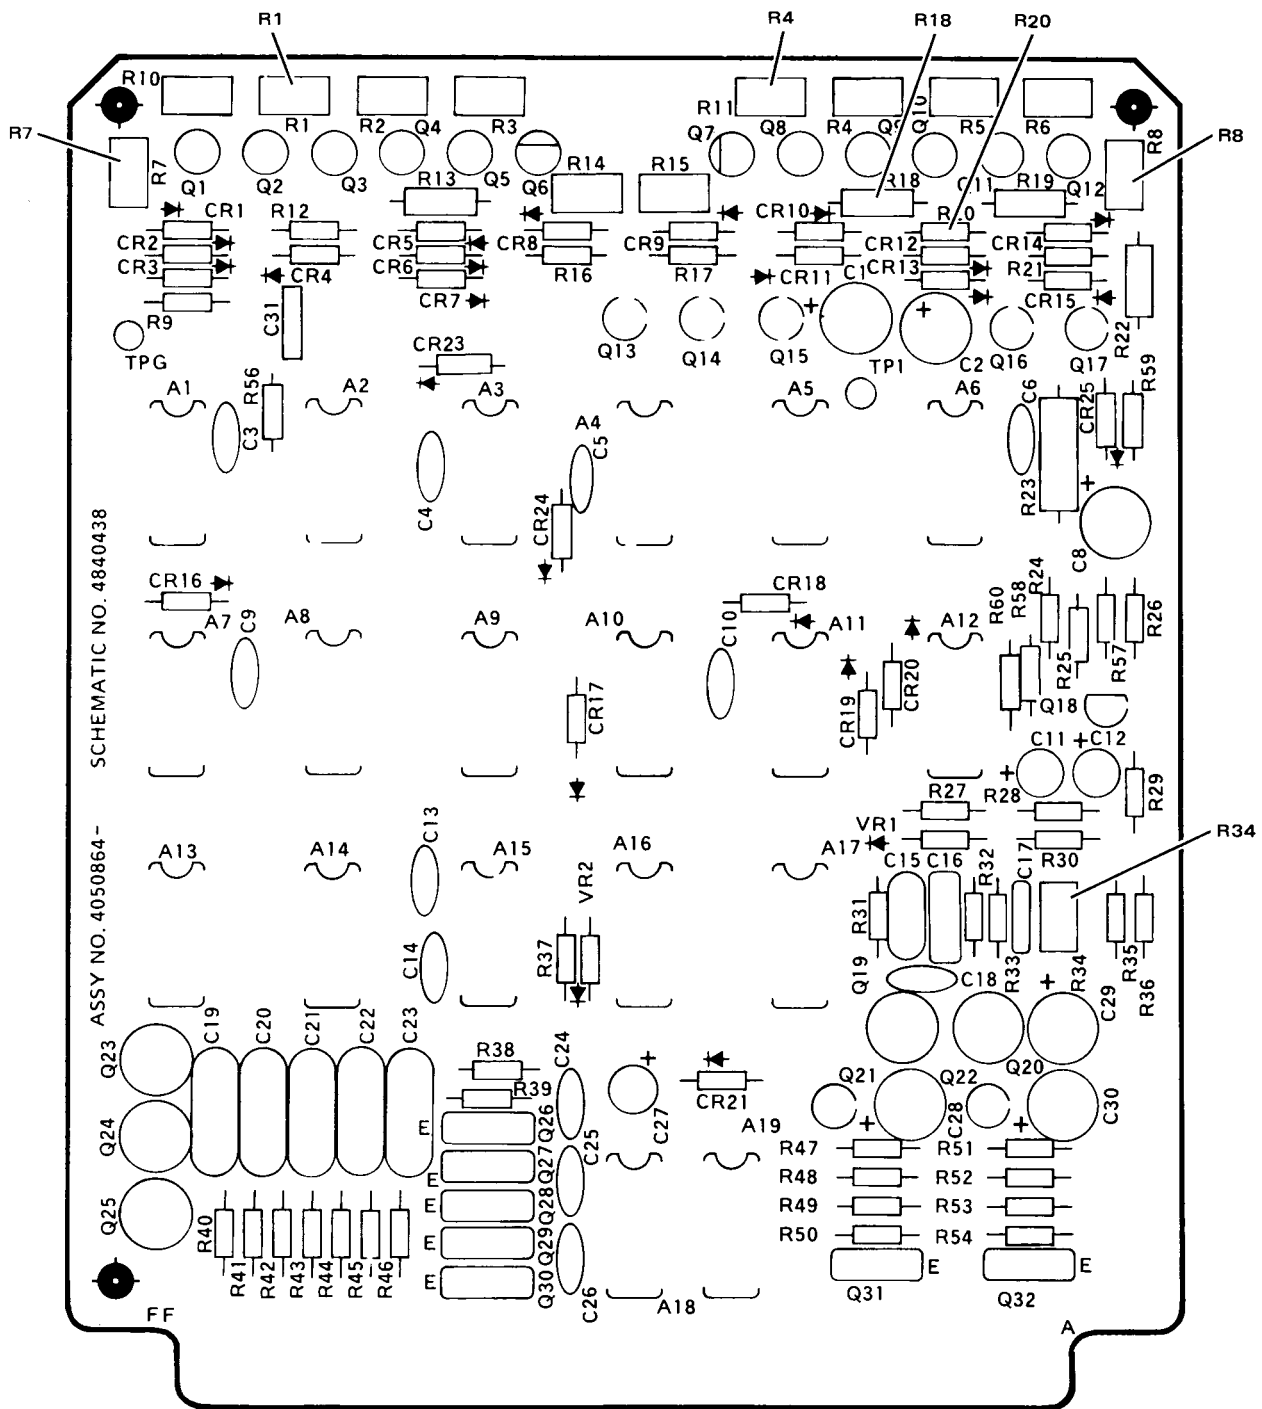 R1 R4 R18 R20
R10
R11 Q10
R1 R2 Q4 R3 Q7 Q8 R4 Q9 R5 R6
R7 R7 R8 R8
Q1 Q2 Q3 Q5 Q6 R14 R15 Q12
R13 R18 R19
CR1 R12 CR10
CR2 CR5 CR8 CR9 CR12 CR14
CR3 CR4 CR6 R16 R17 CR11 CR13 R21
CR7 C1 CR15
R9 C31 R22
TPG Q13 Q14 Q15 TP1 C2 Q16 Q17
CR23
A1 R56 A2 A3 A5 A6 C6 CR25 R59
C3 A4 C5
C4 CR24 R23
C8
SCHEMATIC NO. 4840438
CR16 CR18 R24
A7 C9 A8 A9 A10 C10 A11 A12 R60 R58 R26
R25 R57
CR17 CR19 CR20 Q18
C11 C12
R27 R28 R29
VR1
C13 R30 R34
A13 A14 A15 A16 A17 C15 C16 R32 C17
VR2
ASSY NO. 4050864-
R31
C14 R37 Q19 C18 R33 R34 R35 R36
C29
Q23 C19 C20 C21 C22 C23
R38 C24 Q20
R39 CR21 Q21 Q22
Q24 E Q26 C25 C27 A19 C28 C30
+ + + + + + + +
E Q27 R47 R51
E Q28 R48 R52
Q25 R40 R49 R53
E Q29 R50 R54
R41 R42 R43 R44 R45 R46 E Q30 C26 E E
A18 Q31 Q32
FF A